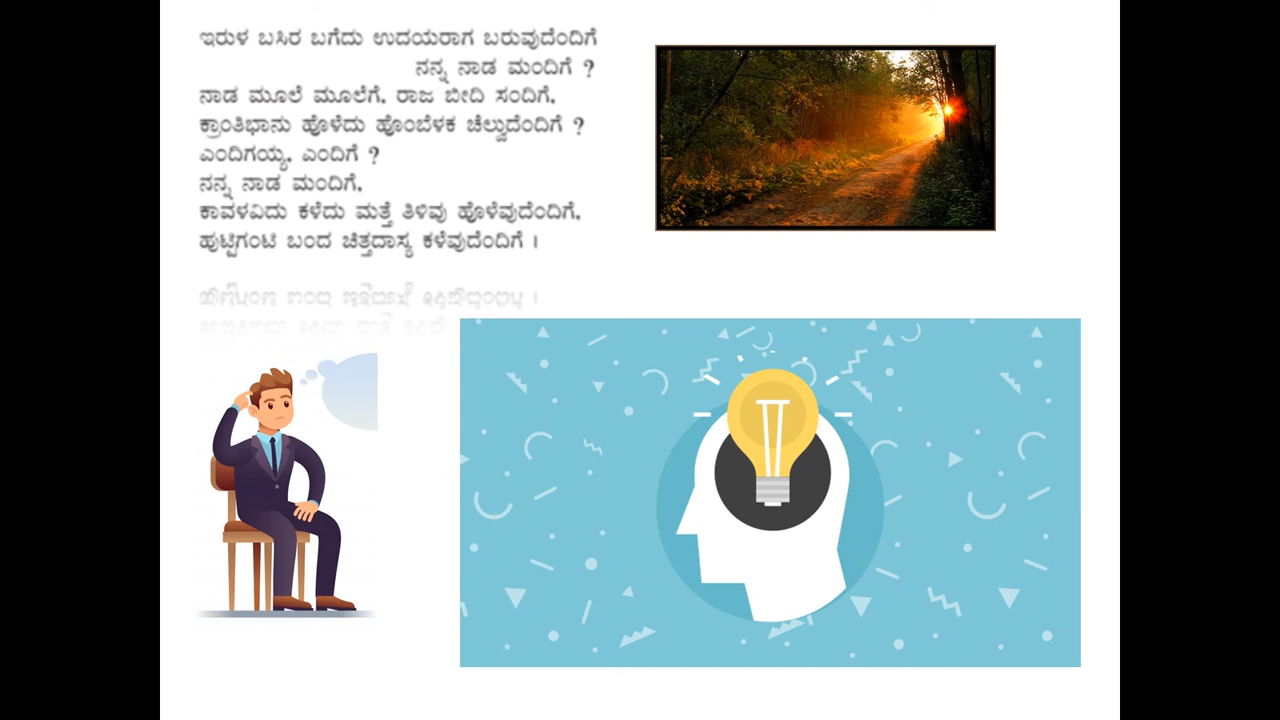 ಇರುಳ ಬಸಿರ ಬಗೆದು ಉದಯರಾಗ ಬರುವುದೆಂದಿಗೆ
ನನ್ನ ನಾಡ ಮಂದಿಗೆ ?
ನಾಡ ಮೂಲೆ ಮೂಲೆಗೆ, ರಾಜ ಬೀದಿ ಸಂದಿಗೆ,
ಕ್ರಾಂತಿಭಾನು ಹೊಳೆದು ಹೊಂಬೆಳಕ ಚೆಲ್ವುದೆಂದಿಗೆ ?
ಎಂದಿಗಯ್ಯ, ಎಂದಿಗೆ ?
ನನ್ನ ನಾಡ ಮಂದಿಗೆ,
ಕಾವಳವಿದು ಕಳೆದು ಮತ್ತೆ ತಿಳಿವು ಹೊಳೆವುದೆಂದಿಗೆ,
ಹುಟ್ಟಿಗಂಟಿ ಬಂದ ಚಿತ್ತದಾಸ್ಯ ಕಳೆವುದೆಂದಿಗೆ ।